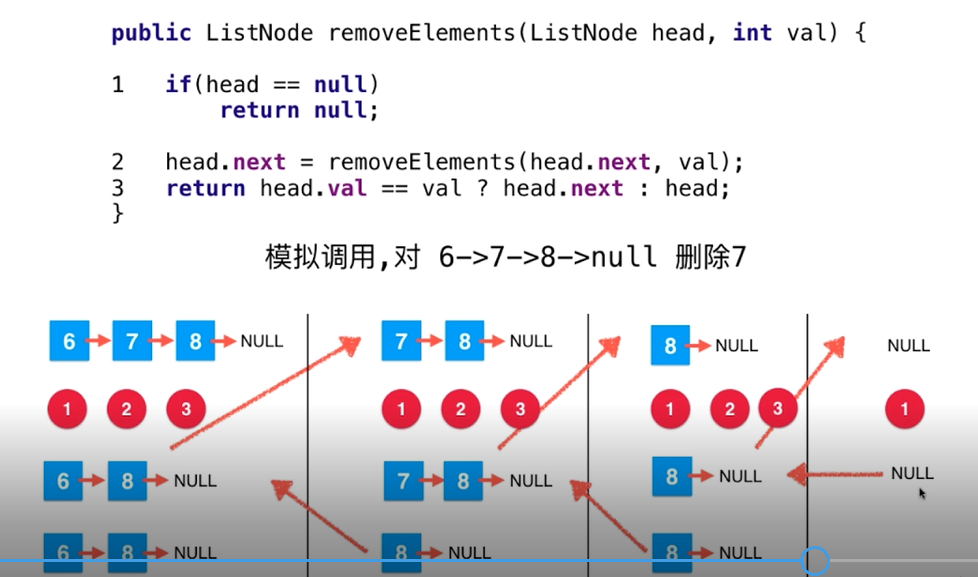 public ListNode removeElements(ListNode head, int val) {
1 if(head == null)
return null;
2 head.next = removeElements(head.next, val);
3 return head.val == val ? head.next : head;
}
模拟调用,对 6->7->8->null 删除7
6 7 8 NULL 7 8 NULL 8 NULL NULL
1 2 3 1 2 3 1 2 3 1
6 8 NULL 7 8 NULL 8 NULL NULL
6 8 NULL 8 NULL 8 NULL